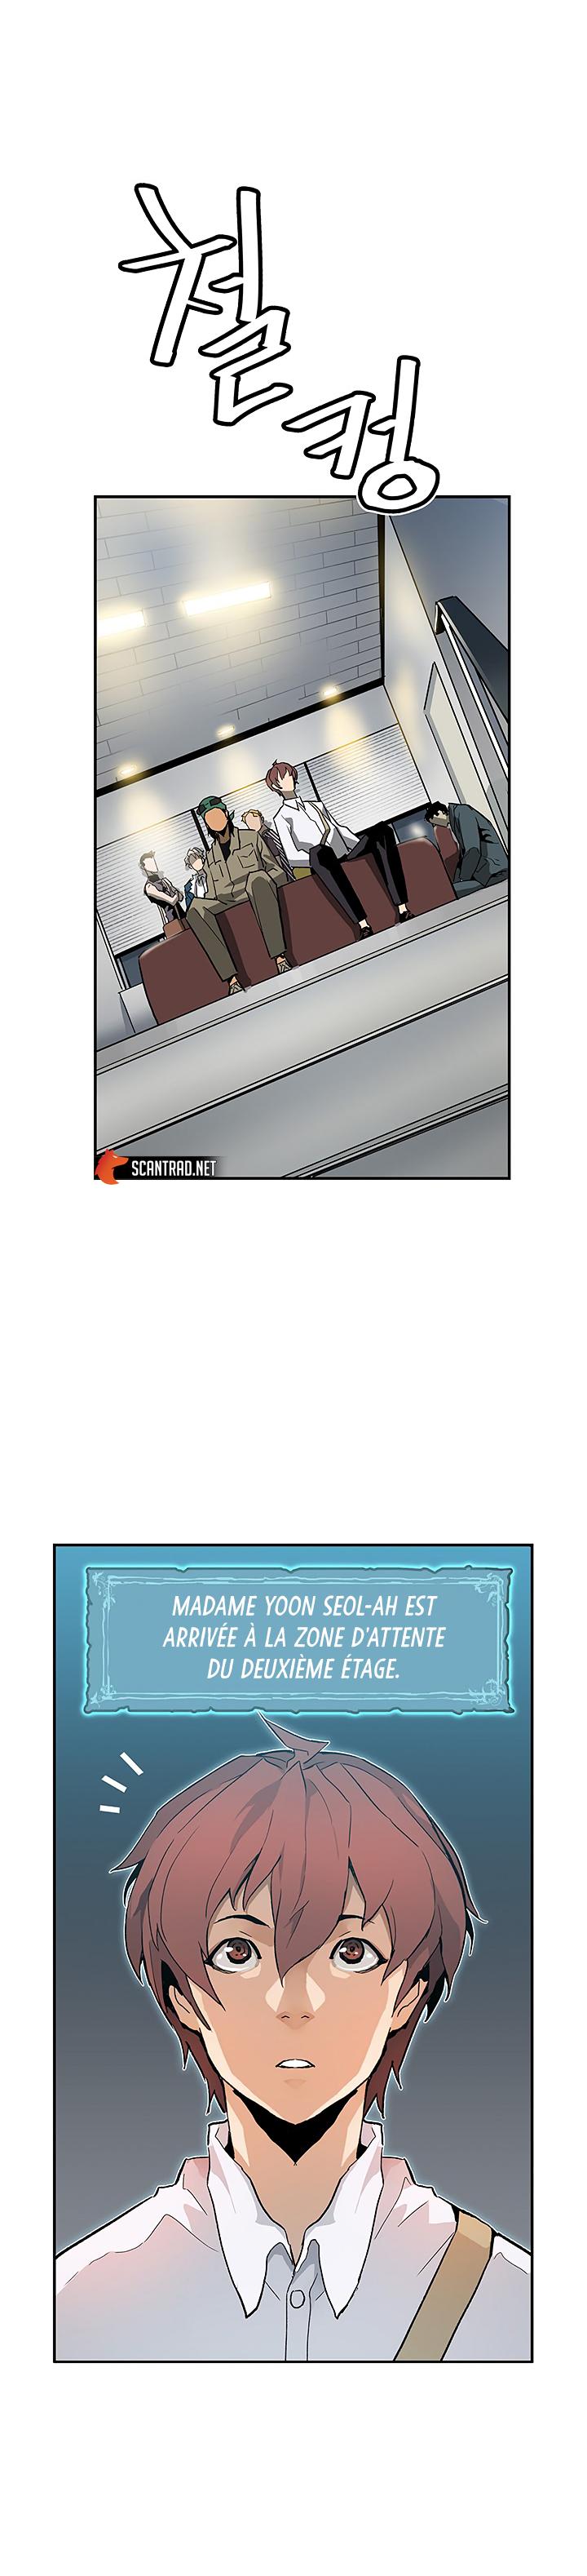 철
컹
SCANTRAD.NET
MADAME YOON SEOL-AH EST
ARRIVÉE À LA ZONE D'ATTENTE
DU DEUXIÈME ÉTAGE.